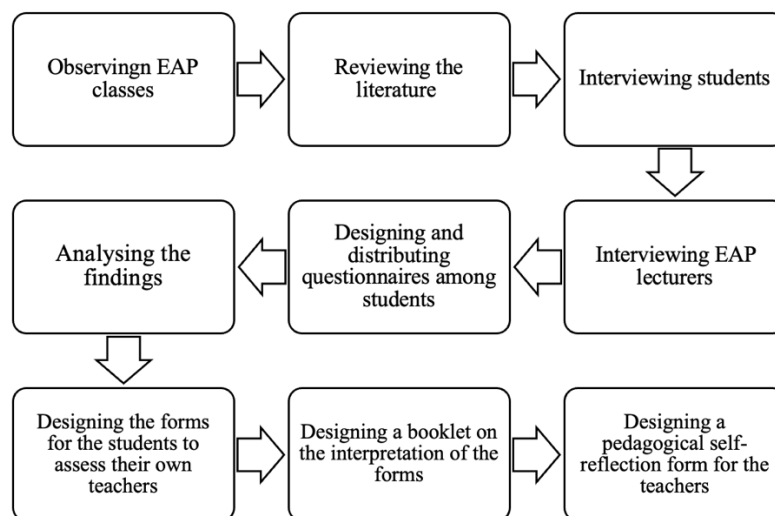 Observingn EAP
classes
Reviewing the
literature
Interviewing students
Analysing the
findings
Designing and
distributing
questionnaires among
students
Interviewing EAP
lecturers
Designing the forms
for the students to
assess their own
teachers
Designing a booklet on
the interpretation of the
forms
Designing a
pedagogical self-
reflection form for the
teachers